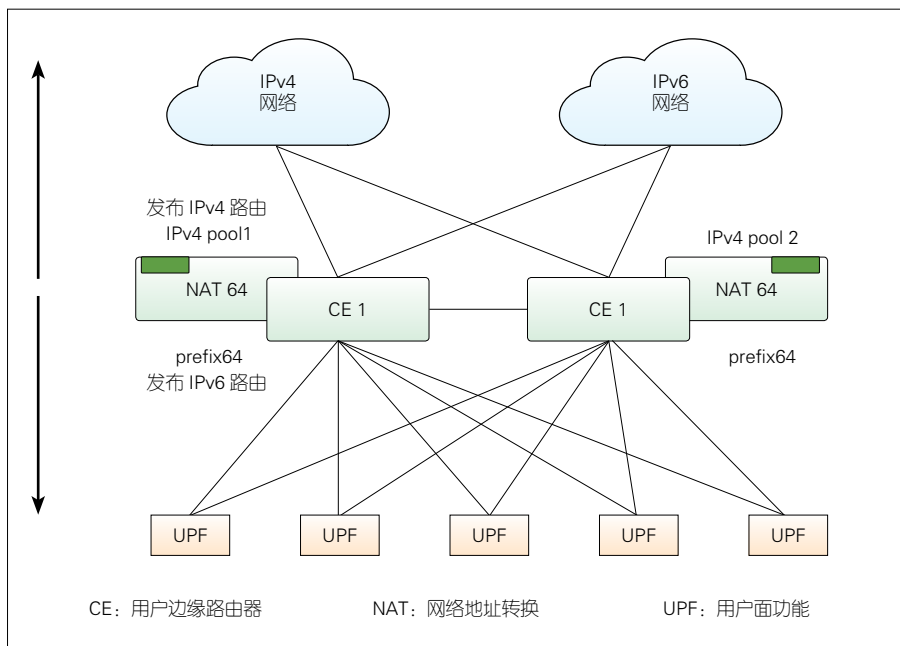 IPv4
网络
IPv6
网络
发布 IPv4 路由
IPv4 pool1
IPv4 pool 2
NAT 64
CE 1
CE 1
NAT 64
prefix64
发布 IPv6 路由
prefix64
UPF
UPF
UPF
UPF
UPF
CE：用户边缘路由器
NAT：网络地址转换
UPF：用户面功能